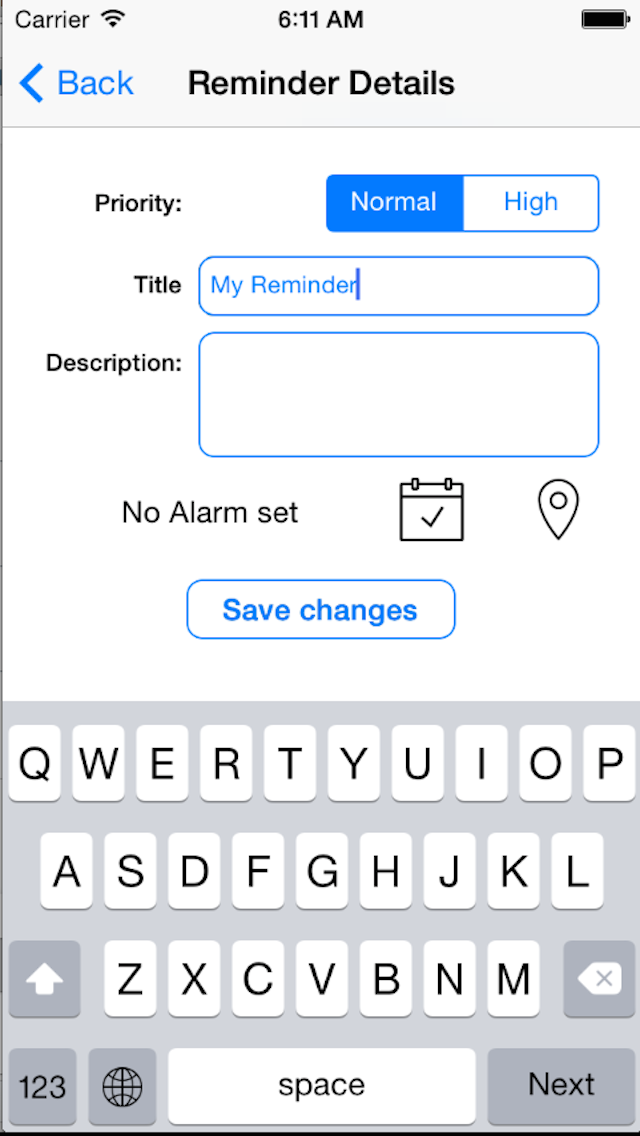 Carrier 6:11 AM
Back Reminder Details
Priority: Normal High
Title My Reminder
Description:
No Alarm set
Save changes
Q W E R T Y U I O P
A S D F G H J K L
Z X C V B N M
123 space Next